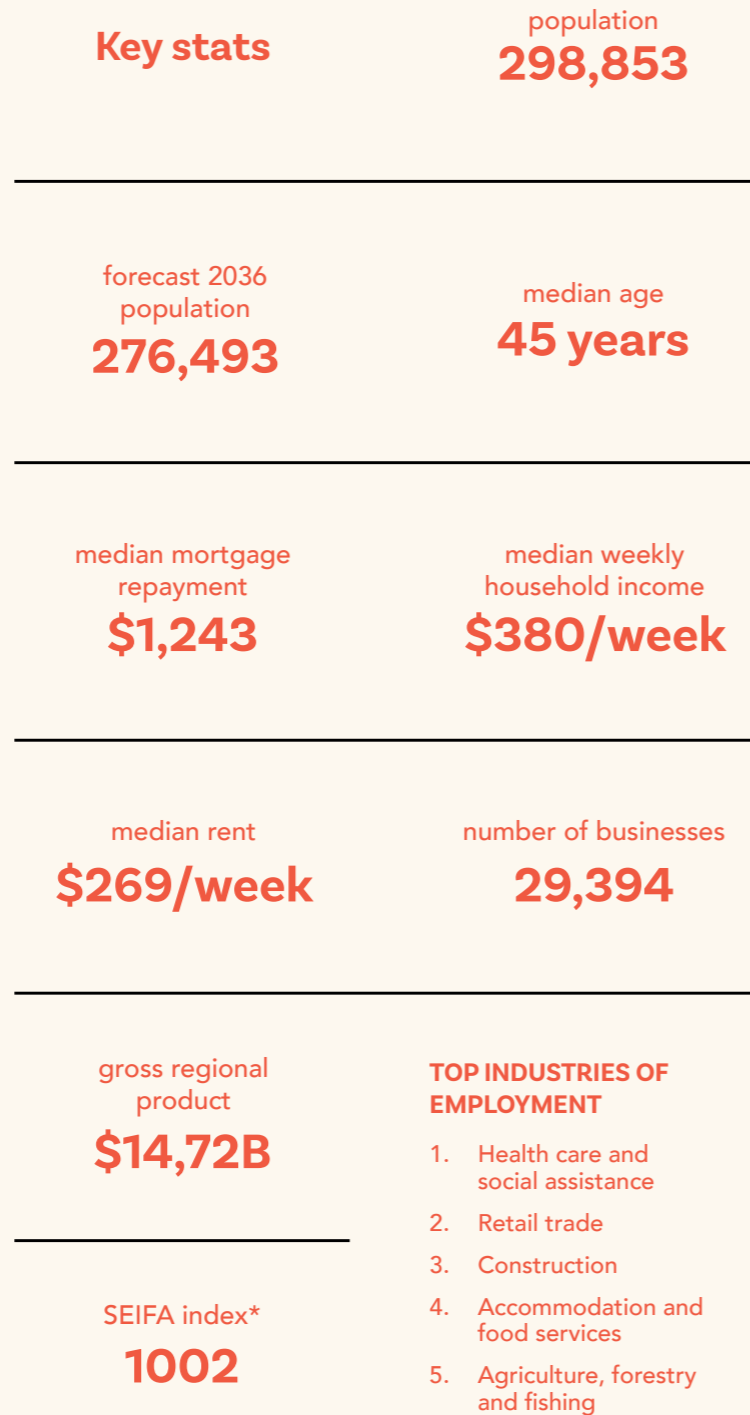 Key stats
population
298,853
forecast 2036
population
276,493
median age
45 years
median mortgage
repayment
$1,243
median weekly
household income
$380/week
median rent
$269/week
number of businesses
29,394
gross regional
product
$14,72B
SEIFA index*
1002
TOP INDUSTRIES OF
EMPLOYMENT
1. Health care and
social assistance
2. Retail trade
3. Construction
4. Accommodation and
food services
5. Agriculture, forestry
and fishing